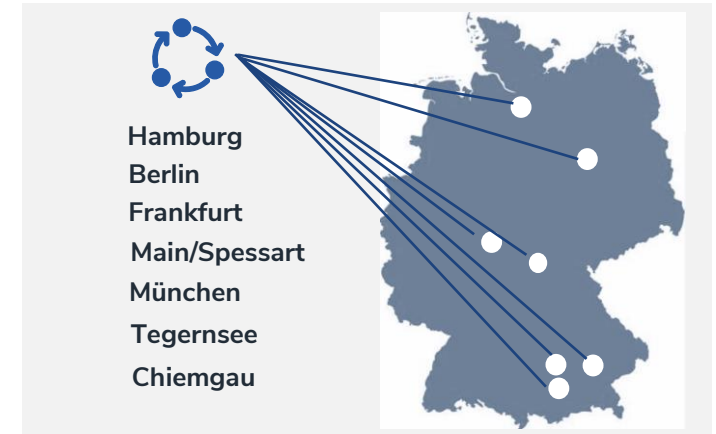 Hamburg
Berlin
Frankfurt
Main/Spessart
München
Tegernsee
Chiemgau